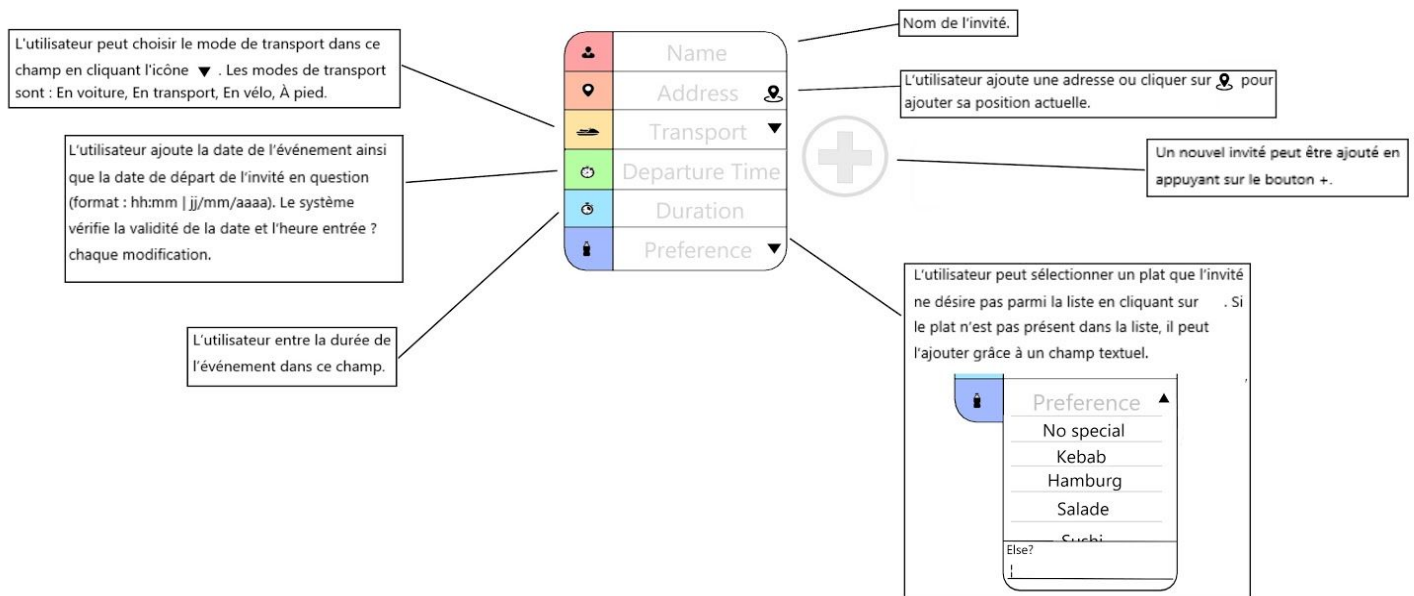 Nom de l'invité.
L'utilisateur peut choisir le mode de transport dans ce
champ en cliquant l'icône ▼ . Les modes de transport
sont : En voiture, En transport, En vélo, À pied.
Name
Address
Transport ▼
Departure Time
Duration
Preference ▼
L'utilisateur ajoute une adresse ou cliquer sur pour
ajouter sa position actuelle.
L'utilisateur ajoute la date de l'événement ainsi
que la date de départ de l'invité en question
(format : hh:mm | jj/mm/aaaa). Le système
vérifie la validité de la date et l'heure entrée ?
chaque modification.
Un nouvel invité peut être ajouté en
appuyant sur le bouton +.
L'utilisateur entre la durée de
l'événement dans ce champ.
L'utilisateur peut sélectionner un plat que l'invité
ne désire pas parmi la liste en cliquant sur . Si
le plat n'est pas présent dans la liste, il peut
l'ajouter grâce à un champ textuel.
Preference ▲
No special
Kebab
Hamburg
Salade
Sushi
Else?